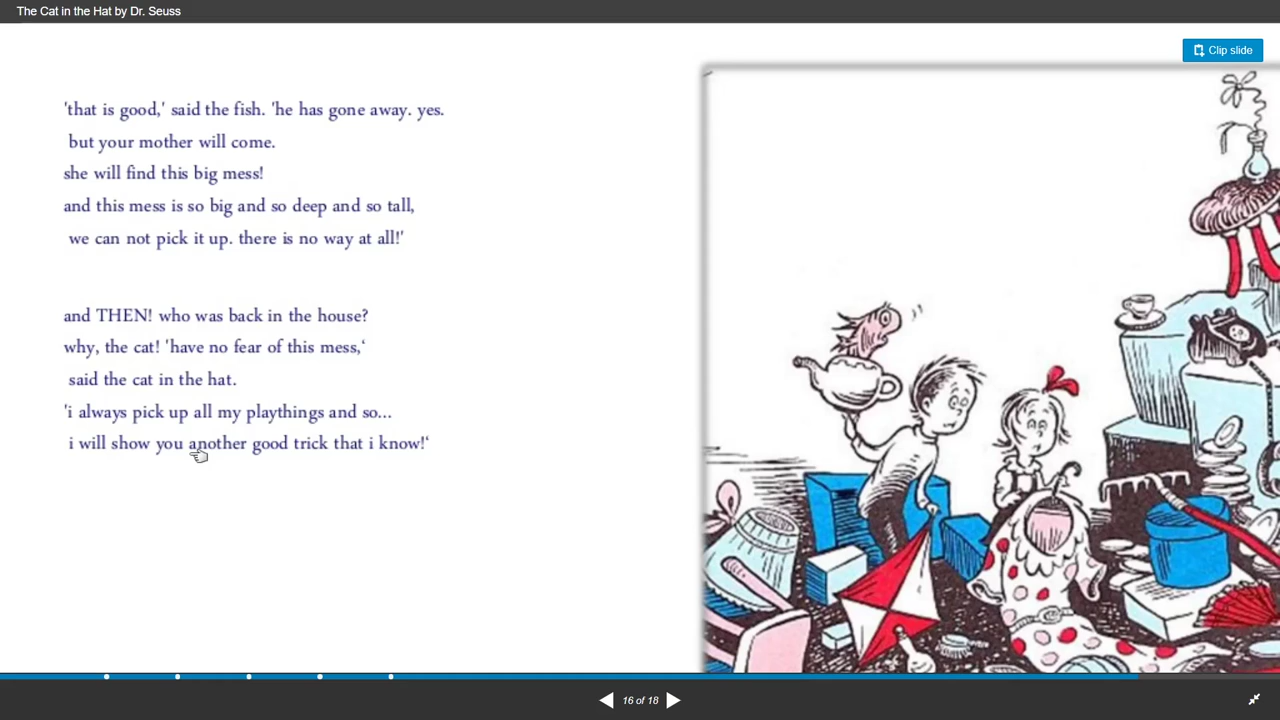 The Cat in the Hat by Dr. Seuss
Clip slide
'that is good,' said the fish. 'he has gone away. yes.
but your mother will come.
she will find this big mess!
and this mess is so big and so deep and so tall,
we can not pick it up. there is no way at all!'
and THEN! who was back in the house?
why, the cat! 'have no fear of this mess,‘
said the cat in the hat.
'i always pick up all my playthings and so...
i will show you another good trick that i know!‘
16 of 18